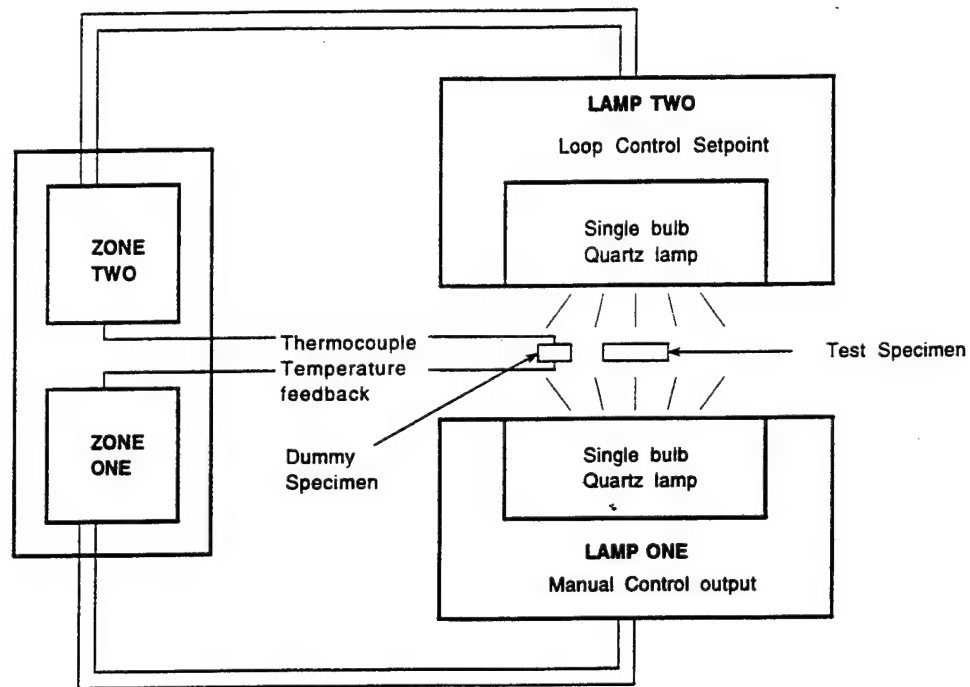 LAMP TWO
Loop Control Setpoint
Single bulb
Quartz lamp
ZONE
TWO
Thermocouple
Temperature
feedback
Test Specimen
ZONE
ONE
Dummy
Specimen
Single bulb
Quartz lamp
LAMP ONE
Manual Control output